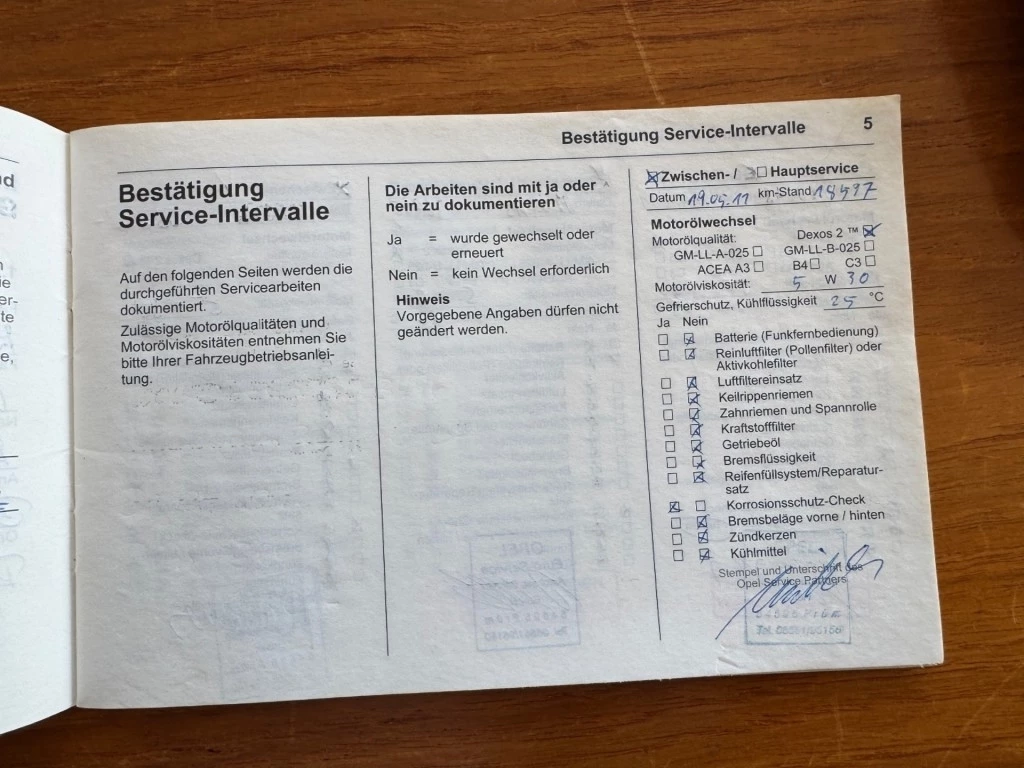 Bestätigung Service-Intervalle 5
Bestätigung
Service-Intervalle
Auf den folgenden Seiten werden die
durchgeführten Servicearbeiten
dokumentiert.
Zulässige Motorölqualitäten und
Motorölviskositäten entnehmen Sie
bitte Ihrer Fahrzeugbetriebsanlei-
tung.
Die Arbeiten sind mit ja oder
nein zu dokumentieren
Ja = wurde gewechselt oder
erneuert
Nein = kein Wechsel erforderlich
Hinweis
Vorgegebene Angaben dürfen nicht
geändert werden.
☒ Zwischen- / ☐ Hauptservice
Datum 19.05.11 km-Stand
Motorölwechsel
Motorölqualität: Dexos 2 ™ ☒
GM-LL-A-025 ☐ GM-LL-B-025 ☐
ACEA A3 ☐ B4 ☐ C3 ☐
Motorölviskosität: 5 W 30
Gefrierschutz, Kühlflüssigkeit 25 °C
Ja Nein
☐ ☒ Batterie (Funkfernbedienung)
☐ ☒ Reinluftfilter (Pollenfilter) oder
Aktivkohlefilter
☐ ☒ Luftfiltereinsatz
☐ ☒ Keilrippenriemen
☐ ☒ Zahnriemen und Spannrolle
☐ ☒ Kraftstofffilter
☐ ☒ Getriebeöl
☐ ☒ Bremsflüssigkeit
☐ ☒ Reifenfüllsystem/Reparatur-
satz
☒ ☐ Korrosionsschutz-Check
☐ ☒ Bremsbeläge vorne / hinten
☐ ☒ Zündkerzen
☐ ☒ Kühlmittel
Stempel und Unterschrift des
Opel Service Partners